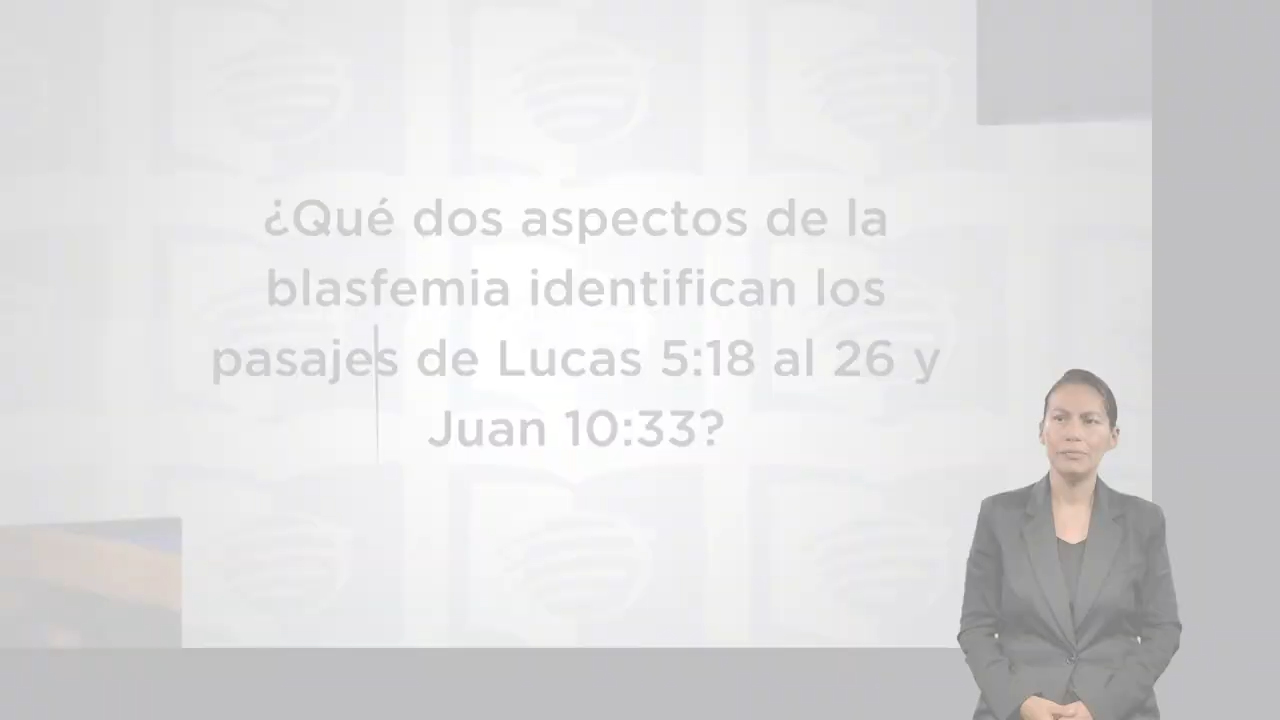 ¿Qué dos aspectos de la
blasfemia identifican los
pasajes de Lucas 5:18 al 26 y
Juan 10:33?